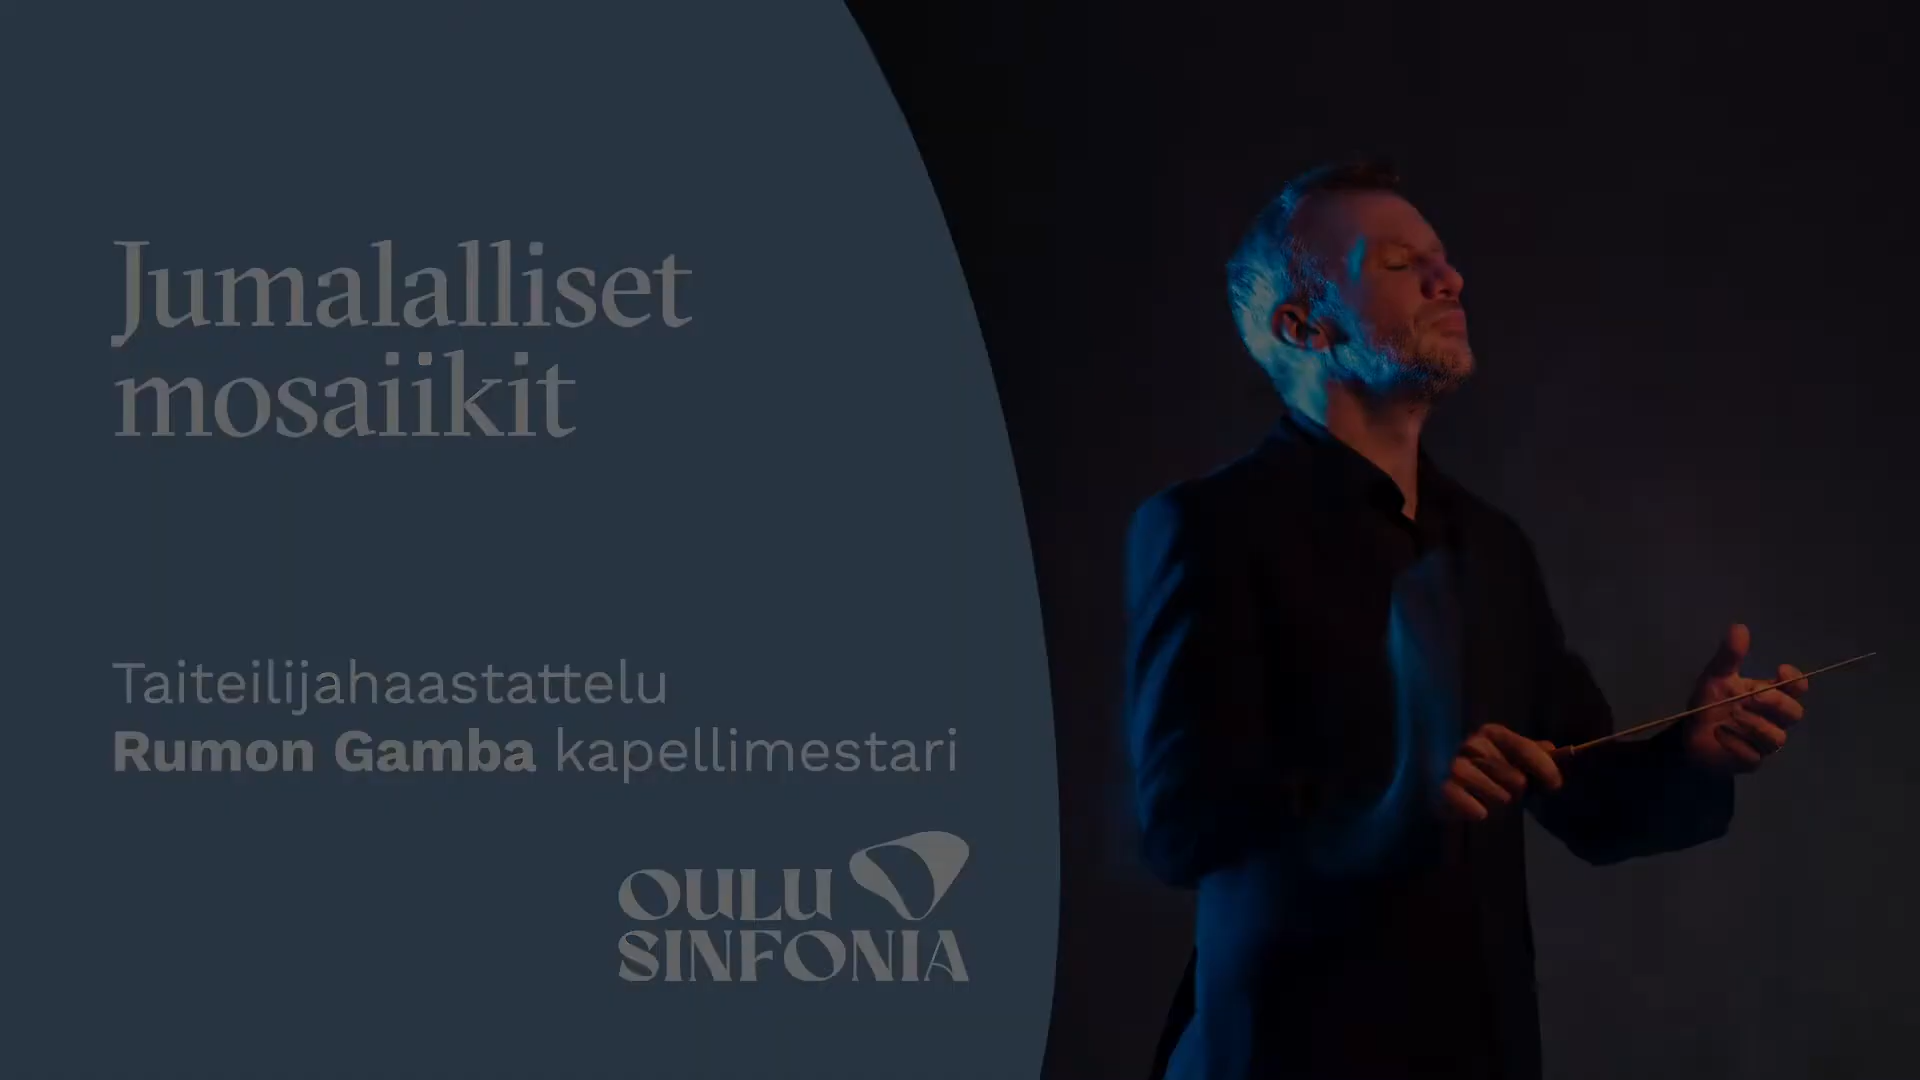 Jumalalliset
mosaiikit
Taiteilijahaastattelu
Rumon Gamba kapellimestari
OULU
SINFONIA